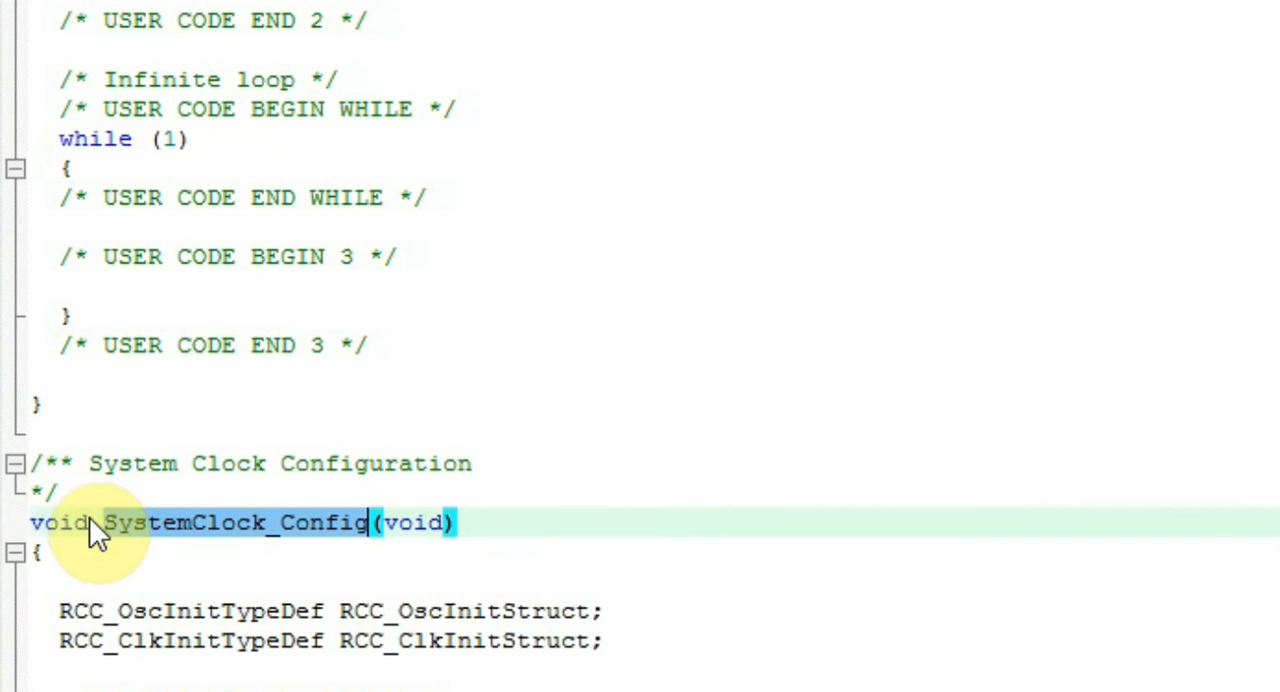 /* USER CODE END 2 */
/* Infinite loop */
/* USER CODE BEGIN WHILE */
while (1)
{
/* USER CODE END WHILE */
/* USER CODE BEGIN 3 */
}
/* USER CODE END 3 */
}
/** System Clock Configuration
*/
void SystemClock_Config(void)
{
RCC_OscInitTypeDef RCC_OscInitStruct;
RCC_ClkInitTypeDef RCC_ClkInitStruct;